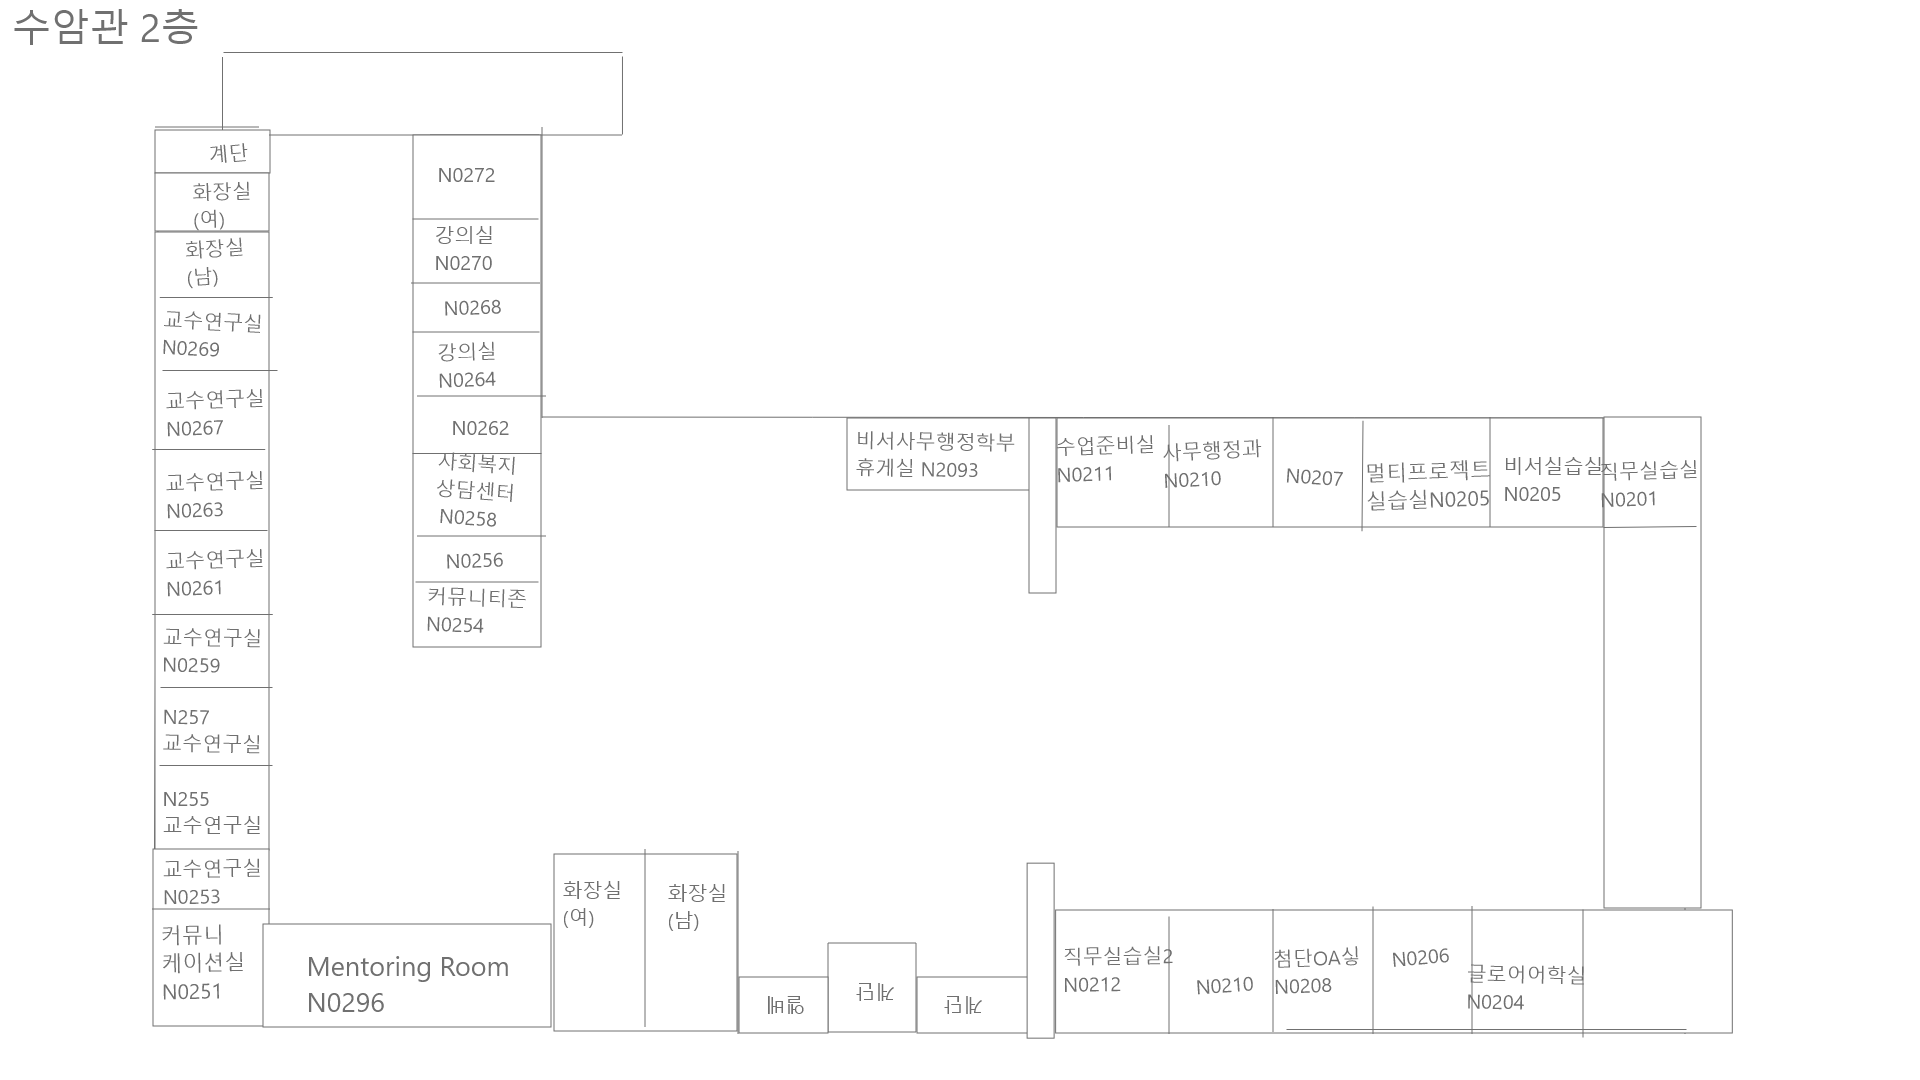 수암관 2층
계단
화장실
(여)
화장실
(남)
교수연구실
N0269
교수연구실
N0267
교수연구실
N0263
교수연구실
N0261
교수연구실
N0259
N257
교수연구실
N255
교수연구실
교수연구실
N0253
커뮤니
케이션실
N0251
N0272
강의실
N0270
N0268
강의실
N0264
N0262
사회복지
상담센터
N0258
N0256
커뮤니티존
N0254
비서사무행정학부
휴게실 N2093
수업준비실
N0211
사무행정과
N0210
N0207
멀티프로젝트
실습실N0205
비서실습실
N0205
직무실습실
N0201
Mentoring Room
N0296
화장실
(여)
화장실
(남)
엘베
계단
계단
직무실습실2
N0212
N0210
첨단OA싷
N0208
N0206
글로어어학실
N0204